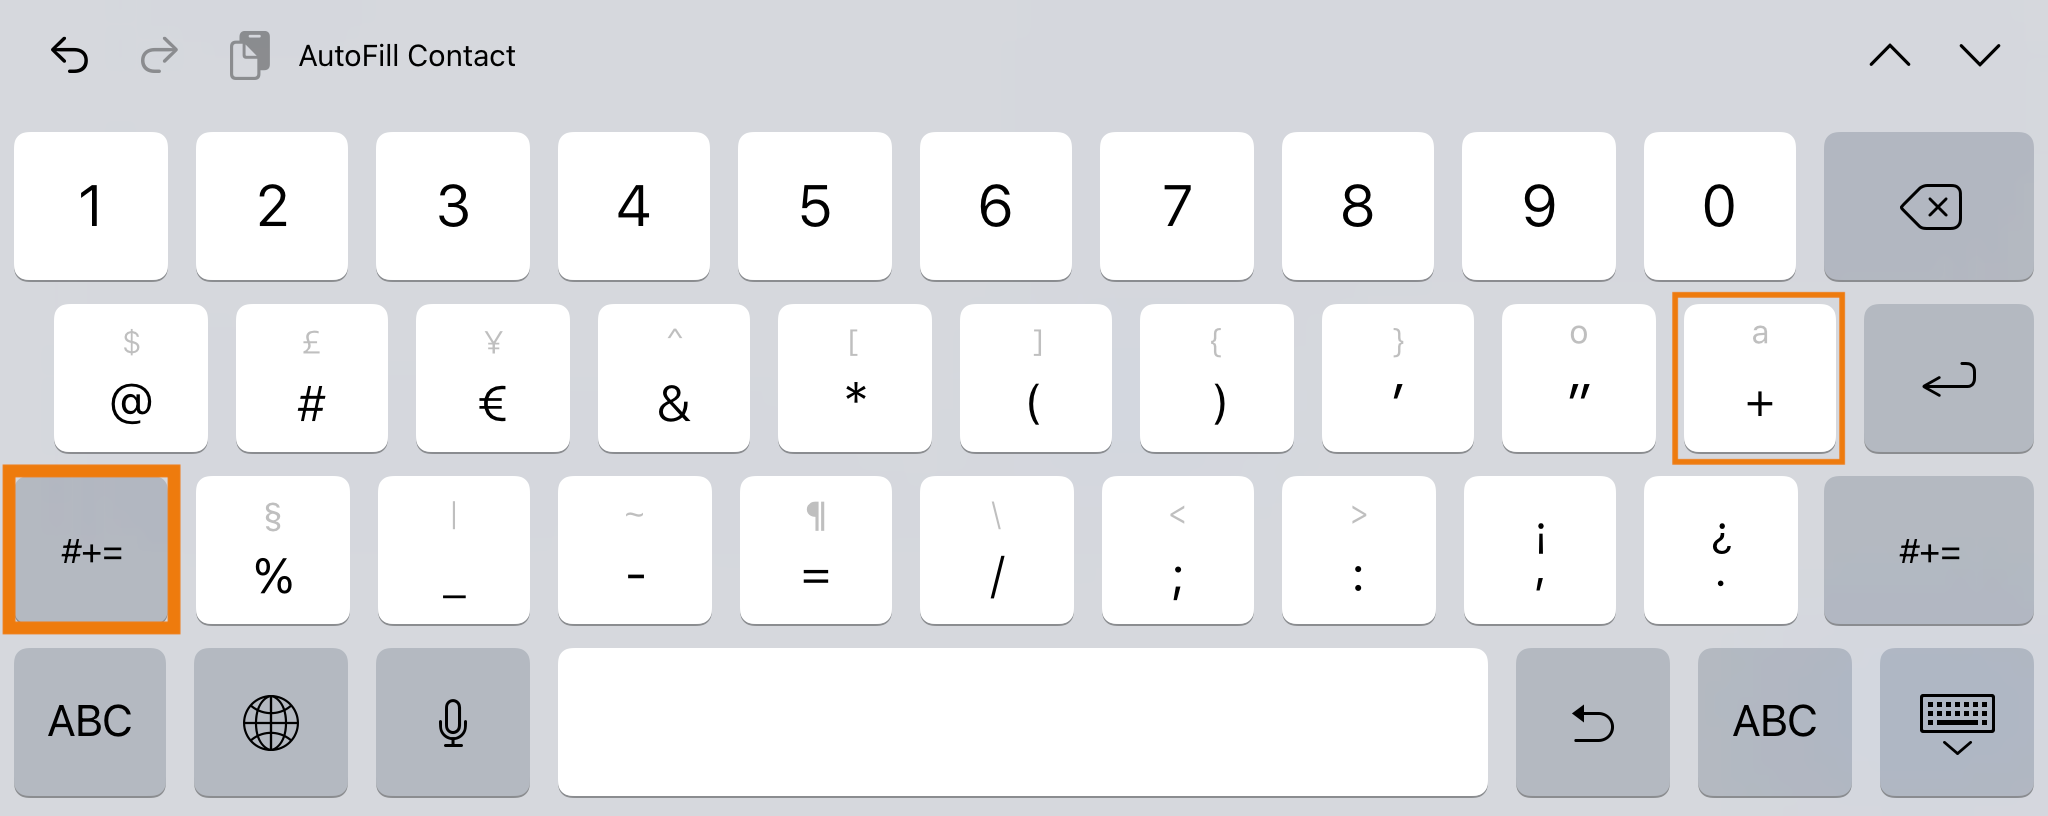 AutoFill Contact
1 2 3 4 5 6 7 8 9 0
$ £ ¥ ^ [ ] { } o a
@ # € & * ( ) ′ ″ +
§ | ~ ¶ \ < > ¡ ¿
#+= % _ - = / ; : , . #+=
ABC ABC